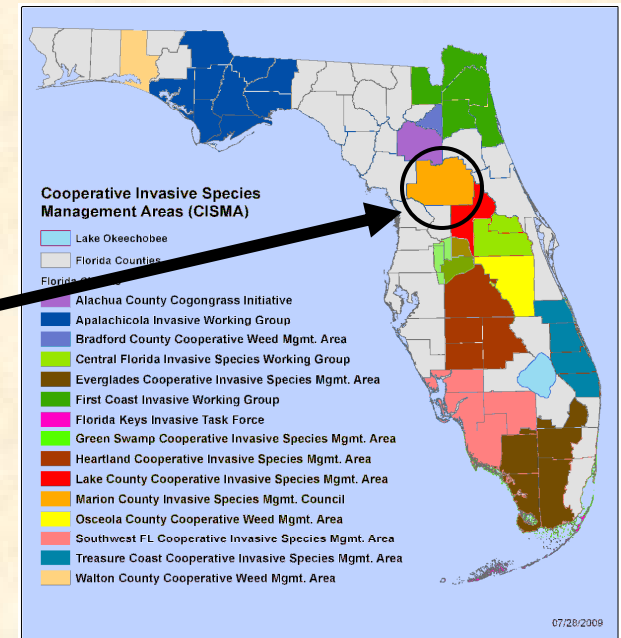 Cooperative Invasive Species
Management Areas (CISMA)
Lake Okeechobee
Florida Counties
Alachua County Cogongrass Initiative
Apalachicola Invasive Working Group
Bradford County Cooperative Weed Mgmt. Area
Central Florida Invasive Species Working Group
Everglades Cooperative Invasive Species Mgmt. Area
First Coast Invasive Working Group
Florida Keys Invasive Task Force
Green Swamp Cooperative Invasive Species Mgmt. Area
Heartland Cooperative Invasive Species Mgmt. Area
Lake County Cooperative Invasive Species Mgmt. Area
Marion County Invasive Species Mgmt. Council
Osceola County Cooperative Weed Mgmt. Area
Southwest FL Cooperative Invasive Species Mgmt. Area
Treasure Coast Cooperative Invasive Species Mgmt. Area
Walton County Cooperative Weed Mgmt. Area
07/28/2009